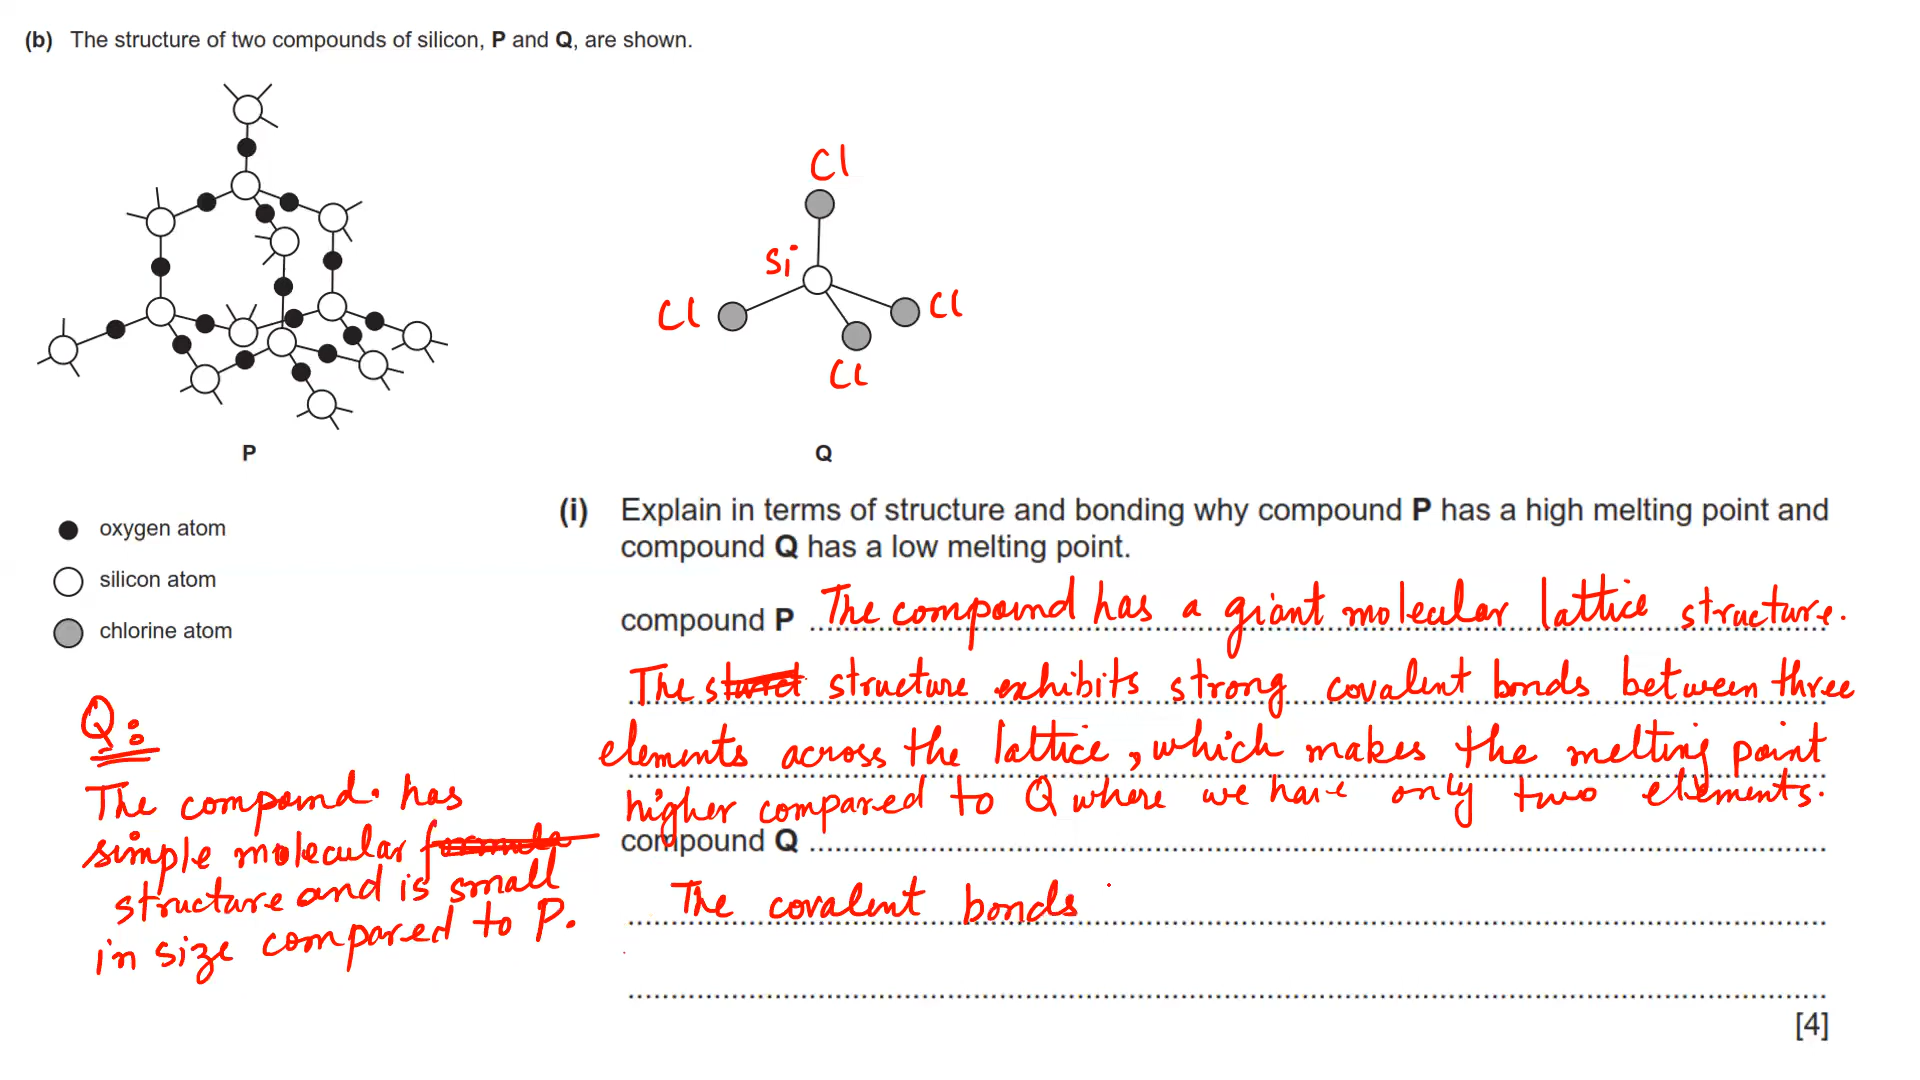 (b) The structure of two compounds of silicon, P and Q, are shown.
Cl
Si
Cl
Cl
Cl
P
Q
oxygen atom
silicon atom
chlorine atom
(i) Explain in terms of structure and bonding why compound P has a high melting point and
compound Q has a low melting point.
compound P The compound has a giant molecular lattice structure.
The struct structure exhibits strong covalent bonds between three
elements across the lattice, which makes the melting point
higher compared to Q where we have only two elements.
compound Q
The covalent bonds
[4]
Q:
The compound has
simple molecular formula
structure and is small
in size compared to P.